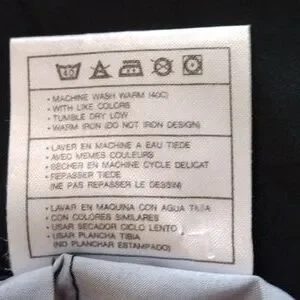 40
• MACHINE WASH WARM (40C)
• WITH LIKE COLORS
• TUMBLE DRY LOW
• WARM IRON (DO NOT IRON DESIGN)
• LAVER EN MACHINE A EAU TIEDE
• AVEC MEMES COULEURS
• SECHER EN MACHINE CYCLE DELICAT
• REPASSER TIEDE
(NE PAS REPASSER LE DESSIN)
• LAVAR EN MAQUINA CON AGUA TIBIA
• CON COLORES SIMILARES
• USAR SECADOR CICLO LENTO
• USAR PLANCHA TIBIA
(NO PLANCHAR ESTAMPADO)